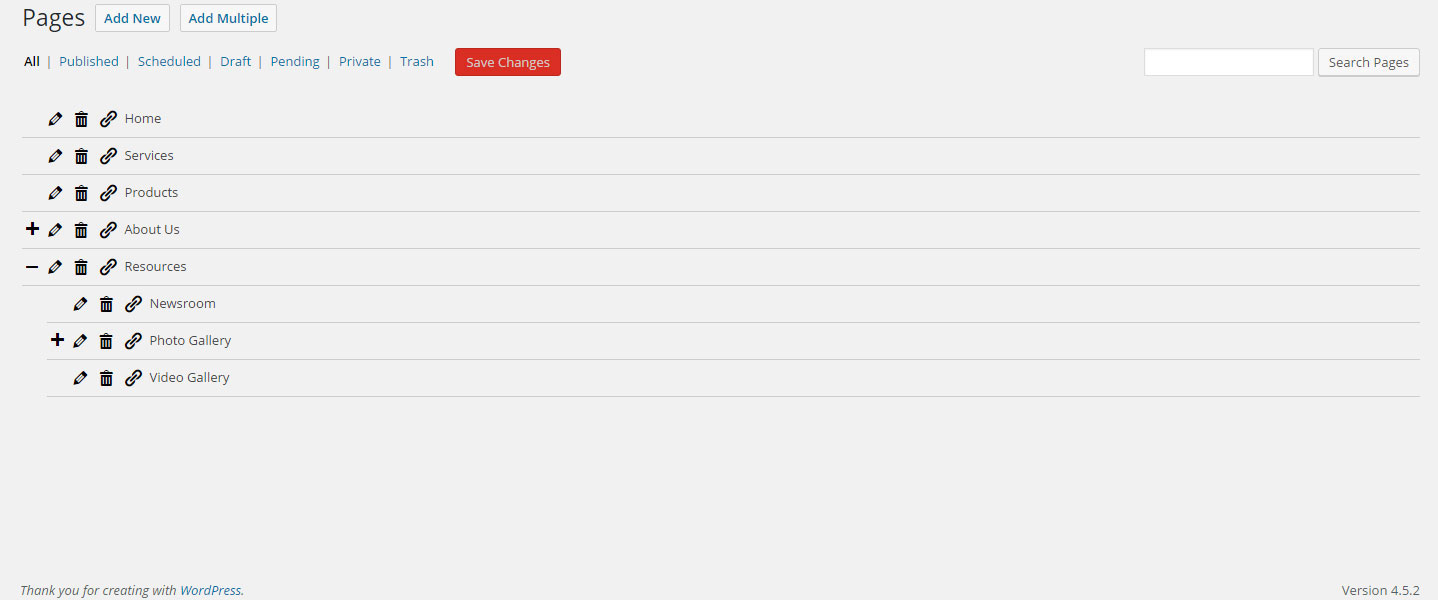 Pages Add New Add Multiple
All | Published | Scheduled | Draft | Pending | Private | Trash Save Changes Search Pages
Home
Services
Products
About Us
Resources
Newsroom
Photo Gallery
Video Gallery
Thank you for creating with WordPress. Version 4.5.2